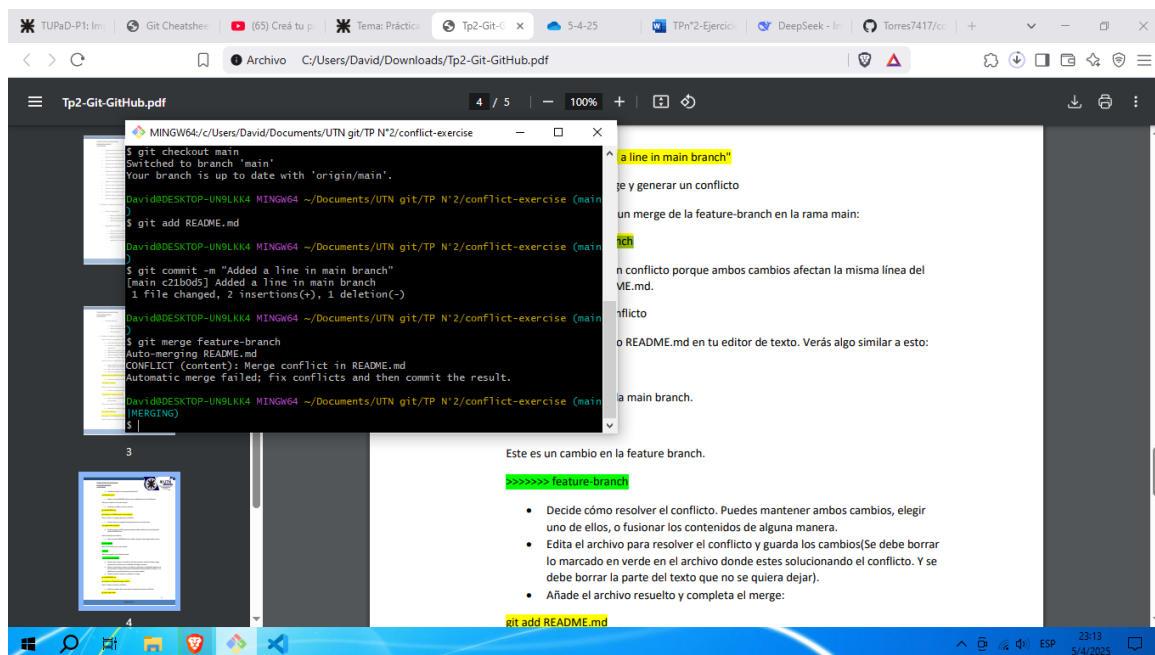 TUPaD-P1: Im
Git Cheatshee
(65) Creá tu p
Tema: Práctica
Tp2-Git-G
5-4-25
TPn°2-Ejercici
DeepSeek - In
Torres7417/co
Archivo C:/Users/David/Downloads/Tp2-Git-GitHub.pdf
Tp2-Git-GitHub.pdf
4 / 5
100%
MINGW64:/c/Users/David/Documents/UTN git/TP N°2/conflict-exercise
$ git checkout main
Switched to branch 'main'
Your branch is up to date with 'origin/main'.
David@DESKTOP-UN9LKK4 MINGW64 ~/Documents/UTN git/TP N°2/conflict-exercise (main
)
$ git add README.md
David@DESKTOP-UN9LKK4 MINGW64 ~/Documents/UTN git/TP N°2/conflict-exercise (main
)
$ git commit -m "Added a line in main branch"
[main c21b0d5] Added a line in main branch
1 file changed, 2 insertions(+), 1 deletion(-)
David@DESKTOP-UN9LKK4 MINGW64 ~/Documents/UTN git/TP N°2/conflict-exercise (main
)
$ git merge feature-branch
Auto-merging README.md
CONFLICT (content): Merge conflict in README.md
Automatic merge failed; fix conflicts and then commit the result.
David@DESKTOP-UN9LKK4 MINGW64 ~/Documents/UTN git/TP N°2/conflict-exercise (main
|MERGING)
$
a line in main branch"
ge y generar un conflicto
un merge de la feature-branch en la rama main:
nch
n conflicto porque ambos cambios afectan la misma línea del
ME.md.
nflicto
o README.md en tu editor de texto. Verás algo similar a esto:
la main branch.
Este es un cambio en la feature branch.
>>>>>>> feature-branch
• Decide cómo resolver el conflicto. Puedes mantener ambos cambios, elegir
uno de ellos, o fusionar los contenidos de alguna manera.
• Edita el archivo para resolver el conflicto y guarda los cambios(Se debe borrar
lo marcado en verde en el archivo donde estes solucionando el conflicto. Y se
debe borrar la parte del texto que no se quiera dejar).
• Añade el archivo resuelto y completa el merge:
git add README.md
3
4
ESP
23:13
5/4/2025